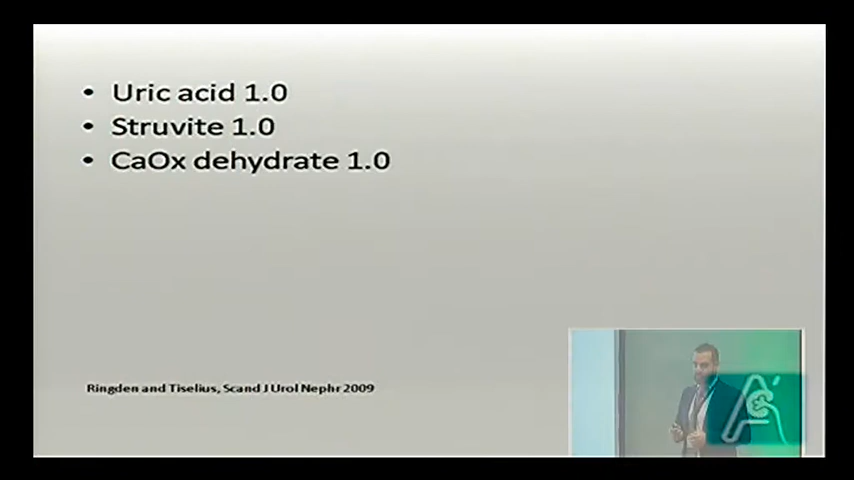 • Uric acid 1.0
• Struvite 1.0
• CaOx dehydrate 1.0
Ringden and Tiselius, Scand J Urol Nephr 2009